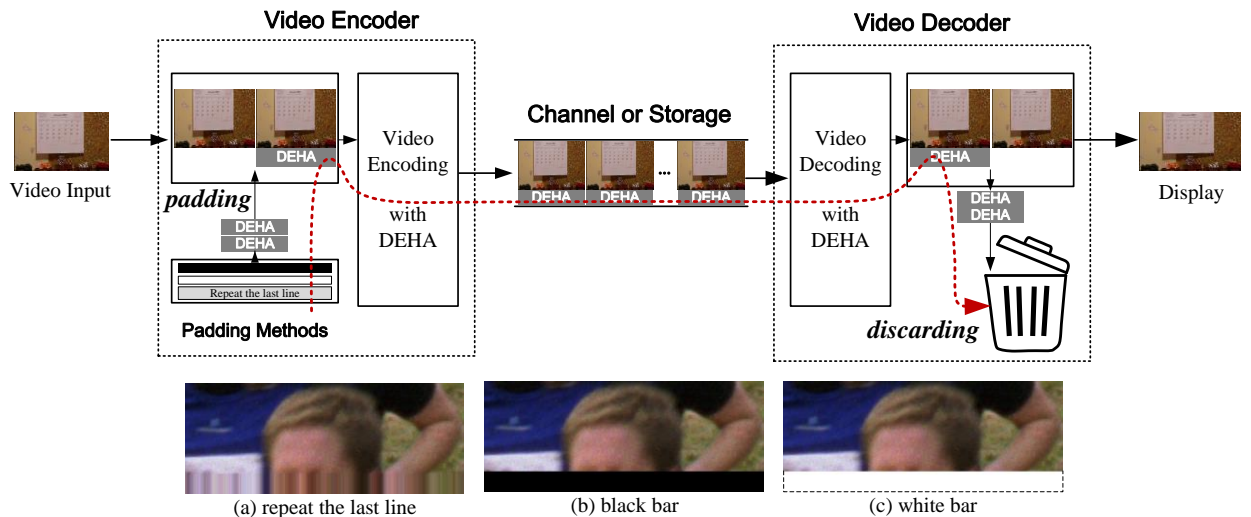 Video Encoder
Video Decoder
Video Input
DEHA
padding
DEHA
DEHA
Repeat the last line
Padding Methods
Video
Encoding
with
DEHA
Channel or Storage
DEHA
DEHA
...
DEHA
Video
Decoding
with
DEHA
DEHA
DEHA
DEHA
discarding
Display
(a) repeat the last line
(b) black bar
(c) white bar